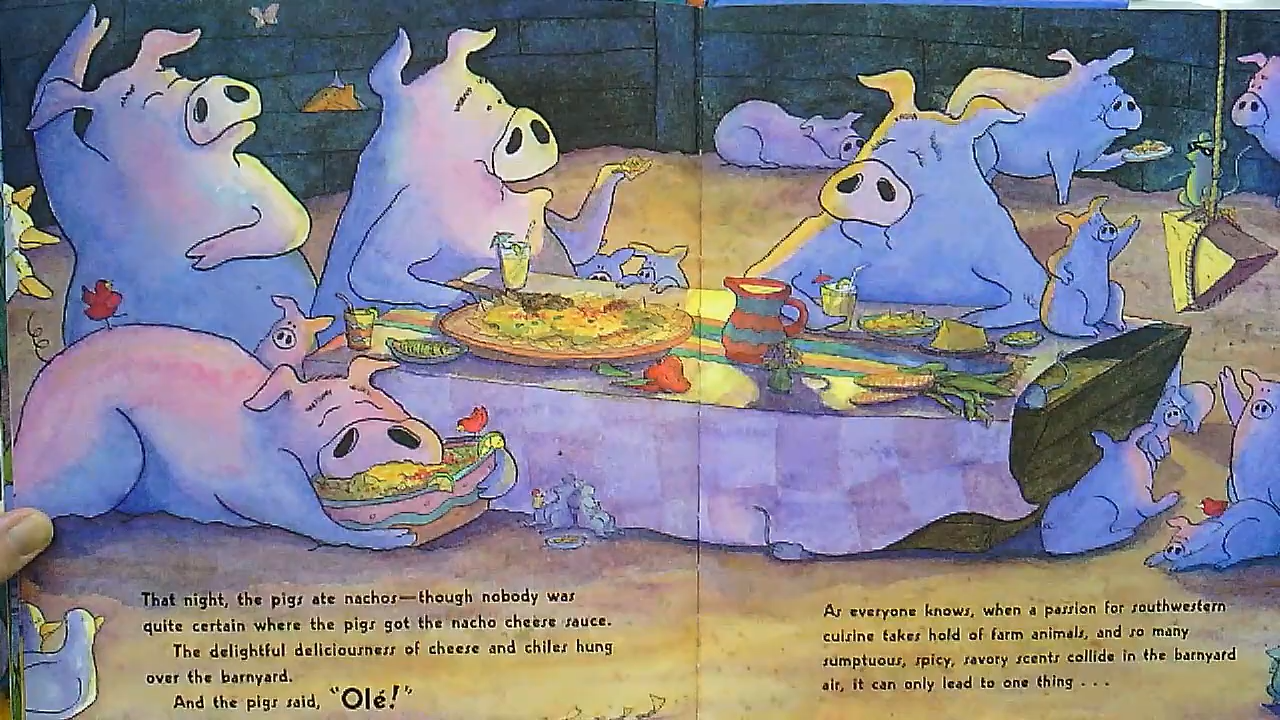 That night, the pigs ate nachos—though nobody was
quite certain where the pigs got the nacho cheese sauce.
The delightful deliciousness of cheese and chiles hung
over the barnyard.
And the pigs said, "Olé!"
As everyone knows, when a passion for southwestern
cuisine takes hold of farm animals, and so many
sumptuous, spicy, savory scents collide in the barnyard
air, it can only lead to one thing . . .